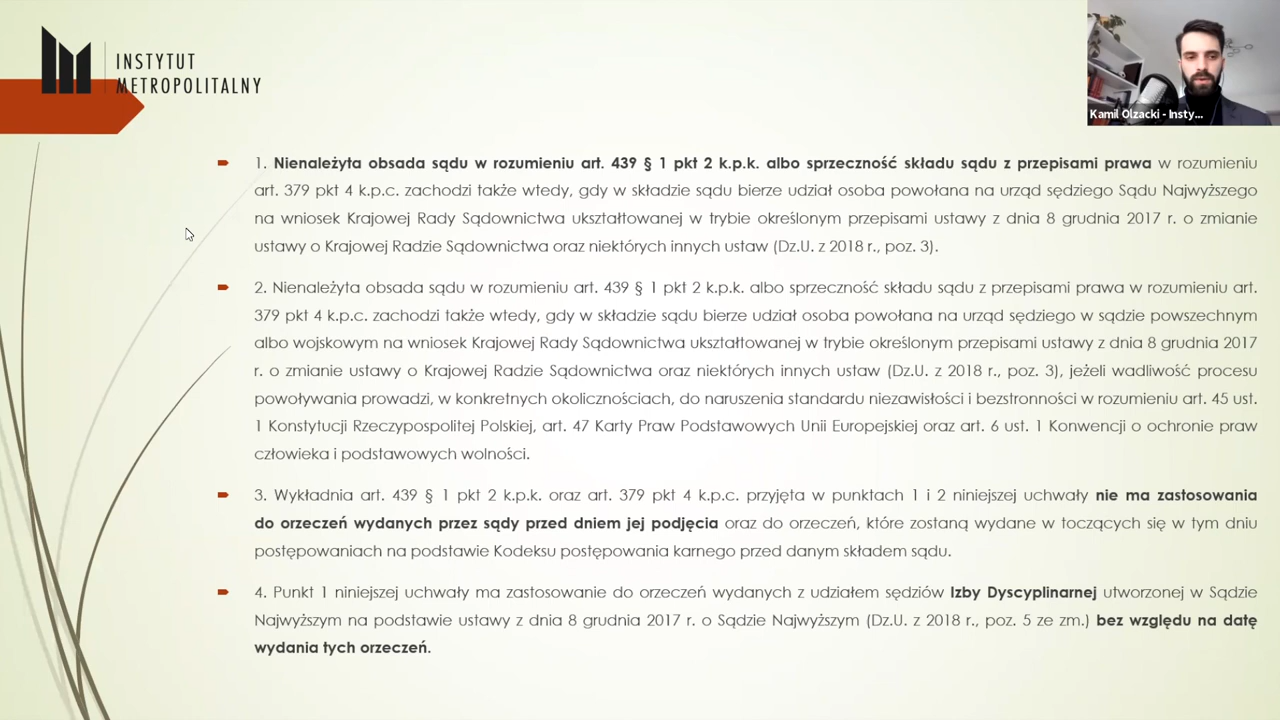 INSTYTUT
METROPOLITALNY
Kamil Olzacki - Insty...
1. Nienależyta obsada sądu w rozumieniu art. 439 § 1 pkt 2 k.p.k. albo sprzeczność składu sądu z przepisami prawa w rozumieniu
art. 379 pkt 4 k.p.c. zachodzi także wtedy, gdy w składzie sądu bierze udział osoba powołana na urząd sędziego Sądu Najwyższego
na wniosek Krajowej Rady Sądownictwa ukształtowanej w trybie określonym przepisami ustawy z dnia 8 grudnia 2017 r. o zmianie
ustawy o Krajowej Radzie Sądownictwa oraz niektórych innych ustaw (Dz.U. z 2018 r., poz. 3).
2. Nienależyta obsada sądu w rozumieniu art. 439 § 1 pkt 2 k.p.k. albo sprzeczność składu sądu z przepisami prawa w rozumieniu art.
379 pkt 4 k.p.c. zachodzi także wtedy, gdy w składzie sądu bierze udział osoba powołana na urząd sędziego w sądzie powszechnym
albo wojskowym na wniosek Krajowej Rady Sądownictwa ukształtowanej w trybie określonym przepisami ustawy z dnia 8 grudnia 2017
r. o zmianie ustawy o Krajowej Radzie Sądownictwa oraz niektórych innych ustaw (Dz.U. z 2018 r., poz. 3), jeżeli wadliwość procesu
powoływania prowadzi, w konkretnych okolicznościach, do naruszenia standardu niezawisłości i bezstronności w rozumieniu art. 45 ust.
1 Konstytucji Rzeczypospolitej Polskiej, art. 47 Karty Praw Podstawowych Unii Europejskiej oraz art. 6 ust. 1 Konwencji o ochronie praw
człowieka i podstawowych wolności.
3. Wykładnia art. 439 § 1 pkt 2 k.p.k. oraz art. 379 pkt 4 k.p.c. przyjęta w punktach 1 i 2 niniejszej uchwały nie ma zastosowania
do orzeczeń wydanych przez sądy przed dniem jej podjęcia oraz do orzeczeń, które zostaną wydane w toczących się w tym dniu
postępowaniach na podstawie Kodeksu postępowania karnego przed danym składem sądu.
4. Punkt 1 niniejszej uchwały ma zastosowanie do orzeczeń wydanych z udziałem sędziów Izby Dyscyplinarnej utworzonej w Sądzie
Najwyższym na podstawie ustawy z dnia 8 grudnia 2017 r. o Sądzie Najwyższym (Dz.U. z 2018 r., poz. 5 ze zm.) bez względu na datę
wydania tych orzeczeń.